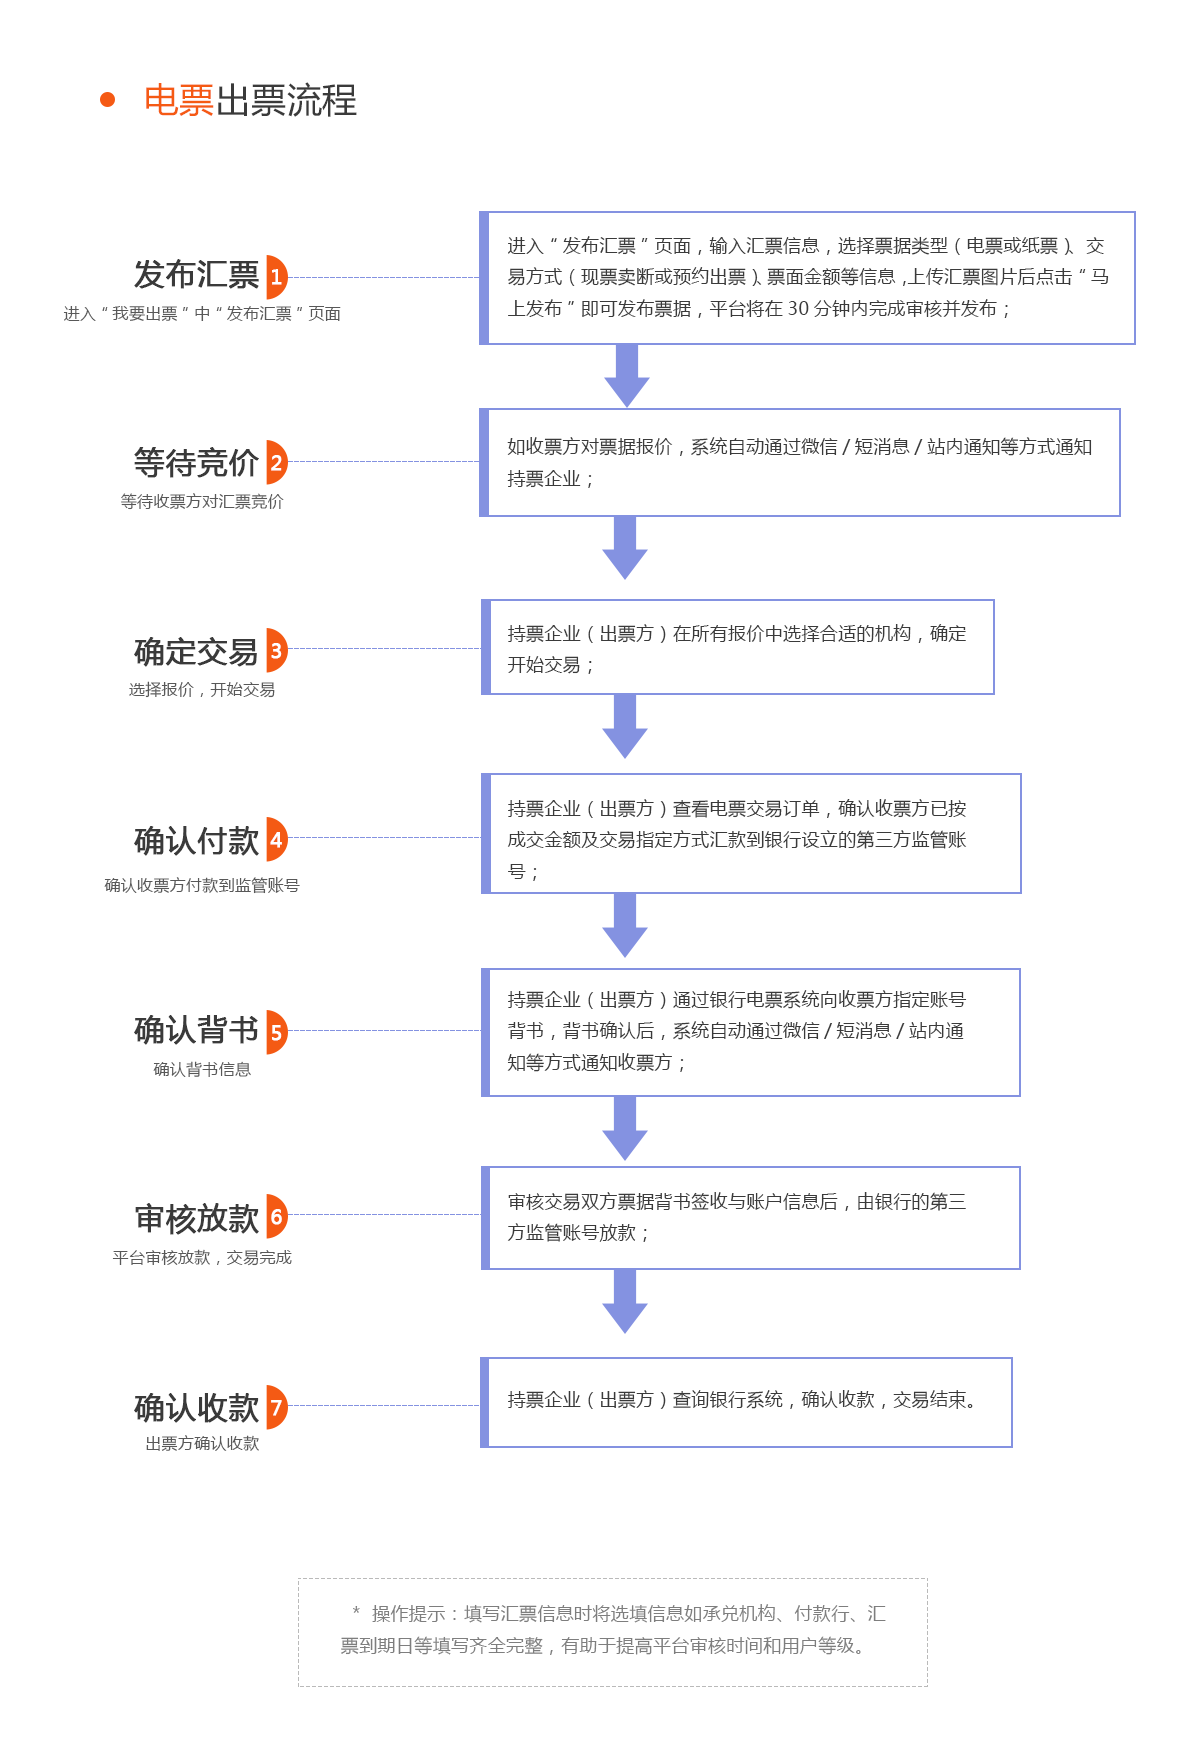 电票出票流程
发布汇票 1
进入“我要出票”中“发布汇票”页面
进入“发布汇票”页面，输入汇票信息，选择票据类型（电票或纸票）、交
易方式（现票卖断或预约出票）、票面金额等信息，上传汇票图片后点击“马
上发布”即可发布票据，平台将在30分钟内完成审核并发布；
等待竞价 2
等待收票方对汇票竞价
如收票方对票据报价，系统自动通过微信/短消息/站内通知等方式通知
持票企业；
确定交易 3
选择报价，开始交易
持票企业（出票方）在所有报价中选择合适的机构，确定
开始交易；
确认付款 4
确认收票方付款到监管账号
持票企业（出票方）查看电票交易订单，确认收票方已按
成交金额及交易指定方式汇款到银行设立的第三方监管账
号；
确认背书 5
确认背书信息
持票企业（出票方）通过银行电票系统向收票方指定账号
背书，背书确认后，系统自动通过微信/短消息/站内通
知等方式通知收票方；
审核放款 6
平台审核放款，交易完成
审核交易双方票据背书签收与账户信息后，由银行的第三
方监管账号放款；
确认收款 7
出票方确认收款
持票企业（出票方）查询银行系统，确认收款，交易结束。
* 操作提示：填写汇票信息时将选填信息如承兑机构、付款行、汇
票到期日等填写齐全完整，有助于提高平台审核时间和用户等级。